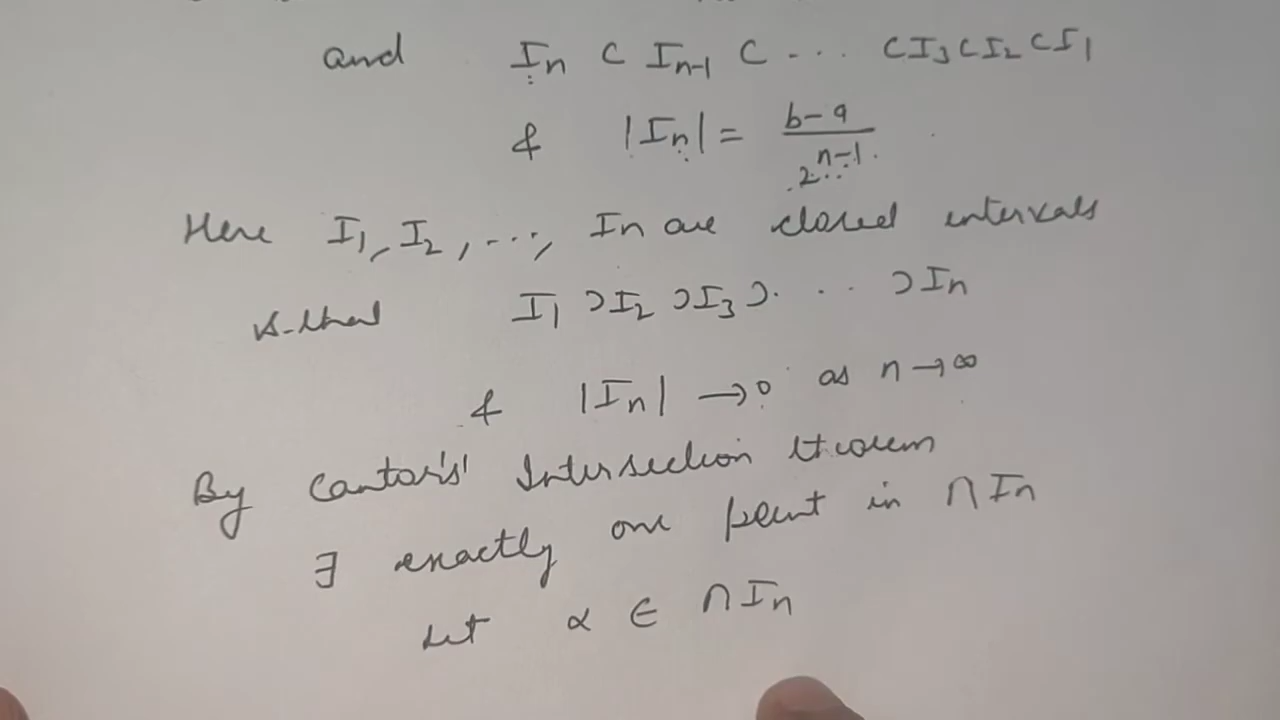 and In ⊂ In-1 ⊂ ... ⊂ I3 ⊂ I2 ⊂ I1
& |In| = b-a / 2^n-1
Here I1, I2, ..., In are closed intervals
s.that I1 ⊃ I2 ⊃ I3 ⊃ ... ⊃ In
& |In| → 0 as n → ∞
By Cantor's' Intersection theorem
∃ exactly one point in ∩ In
Let α ∈ ∩ In